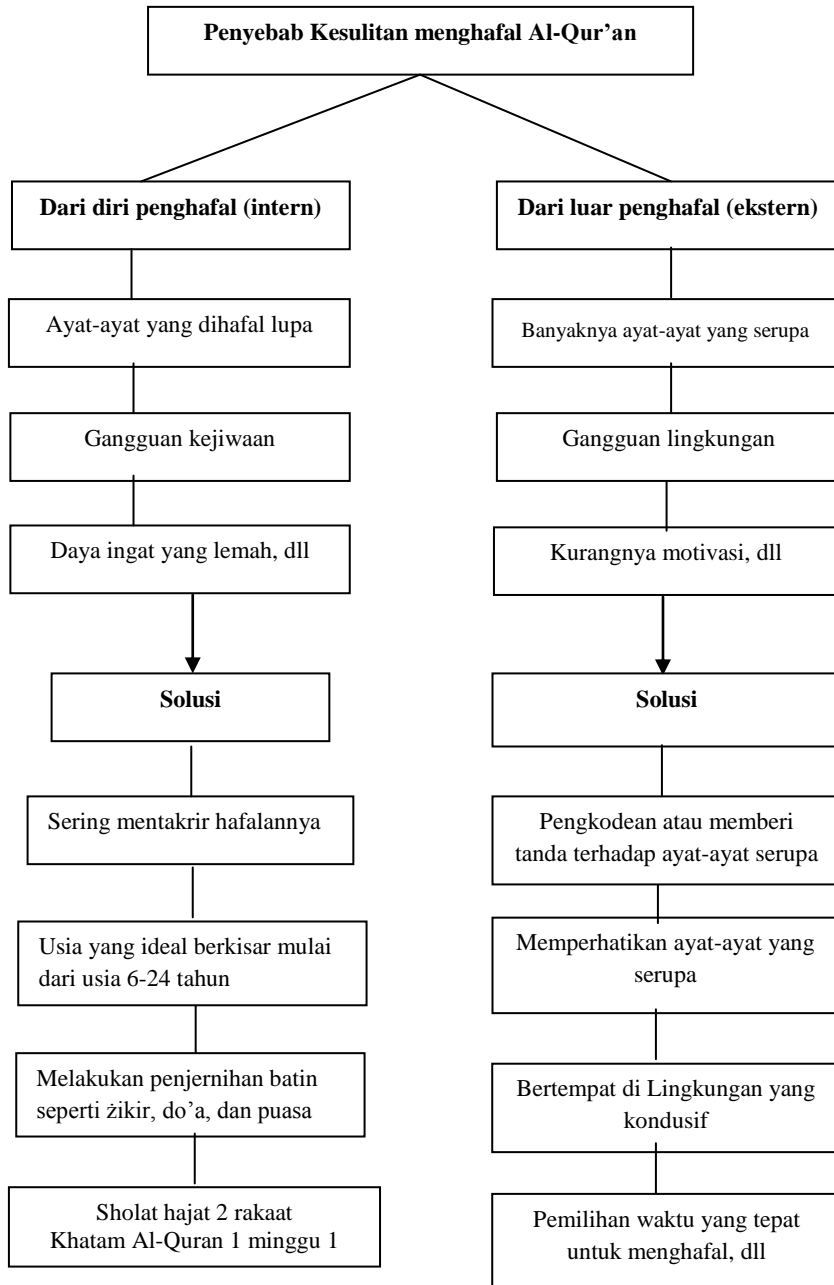 Penyebab Kesulitan menghafal Al-Qur’an
Dari diri penghafal (intern)
Ayat-ayat yang dihafal lupa
Gangguan kejiwaan
Daya ingat yang lemah, dll
Solusi
Sering mentakrir hafalannya
Usia yang ideal berkisar mulai
dari usia 6-24 tahun
Melakukan penjernihan batin
seperti żikir, do’a, dan puasa
Sholat hajat 2 rakaat
Khatam Al-Quran 1 minggu 1
Dari luar penghafal (ekstern)
Banyaknya ayat-ayat yang serupa
Gangguan lingkungan
Kurangnya motivasi, dll
Solusi
Pengkodean atau memberi
tanda terhadap ayat-ayat serupa
Memperhatikan ayat-ayat yang
serupa
Bertempat di Lingkungan yang
kondusif
Pemilihan waktu yang tepat
untuk menghafal, dll